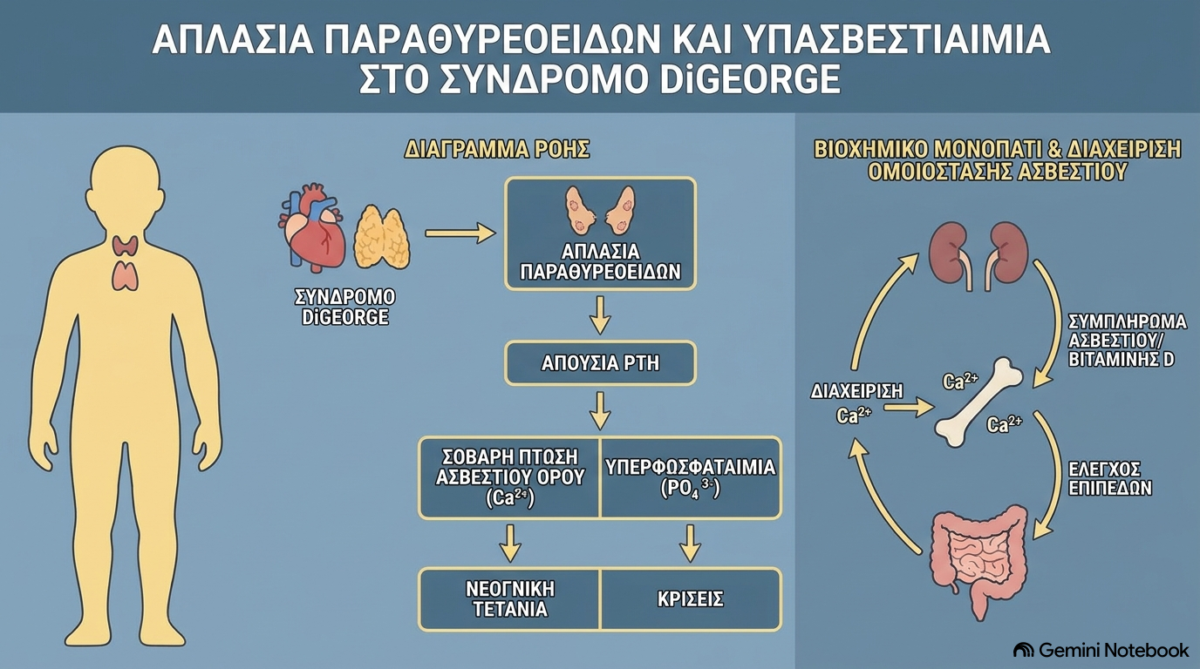 ΑΠΛΑΣΙΑ ΠΑΡΑΘΥΡΕΟΕΙΔΩΝ ΚΑΙ ΥΠΑΣΒΕΣΤΙΑΙΜΙΑ
ΣΤΟ ΣΥΝΔΡΟΜΟ DiGEORGE
ΔΙΑΓΡΑΜΜΑ ΡΟΗΣ
ΣΥΝΔΡΟΜΟ
DiGEORGE
ΑΠΛΑΣΙΑ
ΠΑΡΑΘΥΡΕΟΕΙΔΩΝ
ΑΠΟΥΣΙΑ PTH
ΣΟΒΑΡΗ ΠΤΩΣΗ
ΑΣΒΕΣΤΙΟΥ ΟΡΟΥ
(Ca²⁺)
ΥΠΕΡΦΩΣΦΑΤΑΙΜΙΑ
(PO₄³⁻)
ΝΕΟΓΝΙΚΗ
ΤΕΤΑΝΙΑ
ΚΡΙΣΕΙΣ
ΒΙΟΧΗΜΙΚΟ ΜΟΝΟΠΑΤΙ & ΔΙΑΧΕΙΡΙΣΗ
ΟΜΟΙΟΣΤΑΣΗΣ ΑΣΒΕΣΤΙΟΥ
ΣΥΜΠΛΗΡΩΜΑ
ΑΣΒΕΣΤΙΟΥ/
ΒΙΤΑΜΙΝΗΣ D
ΔΙΑΧΕΙΡΙΣΗ
Ca²⁺
Ca²⁺
Ca²⁺
ΕΛΕΓΧΟΣ
ΕΠΙΠΕΔΩΝ
Gemini Notebook